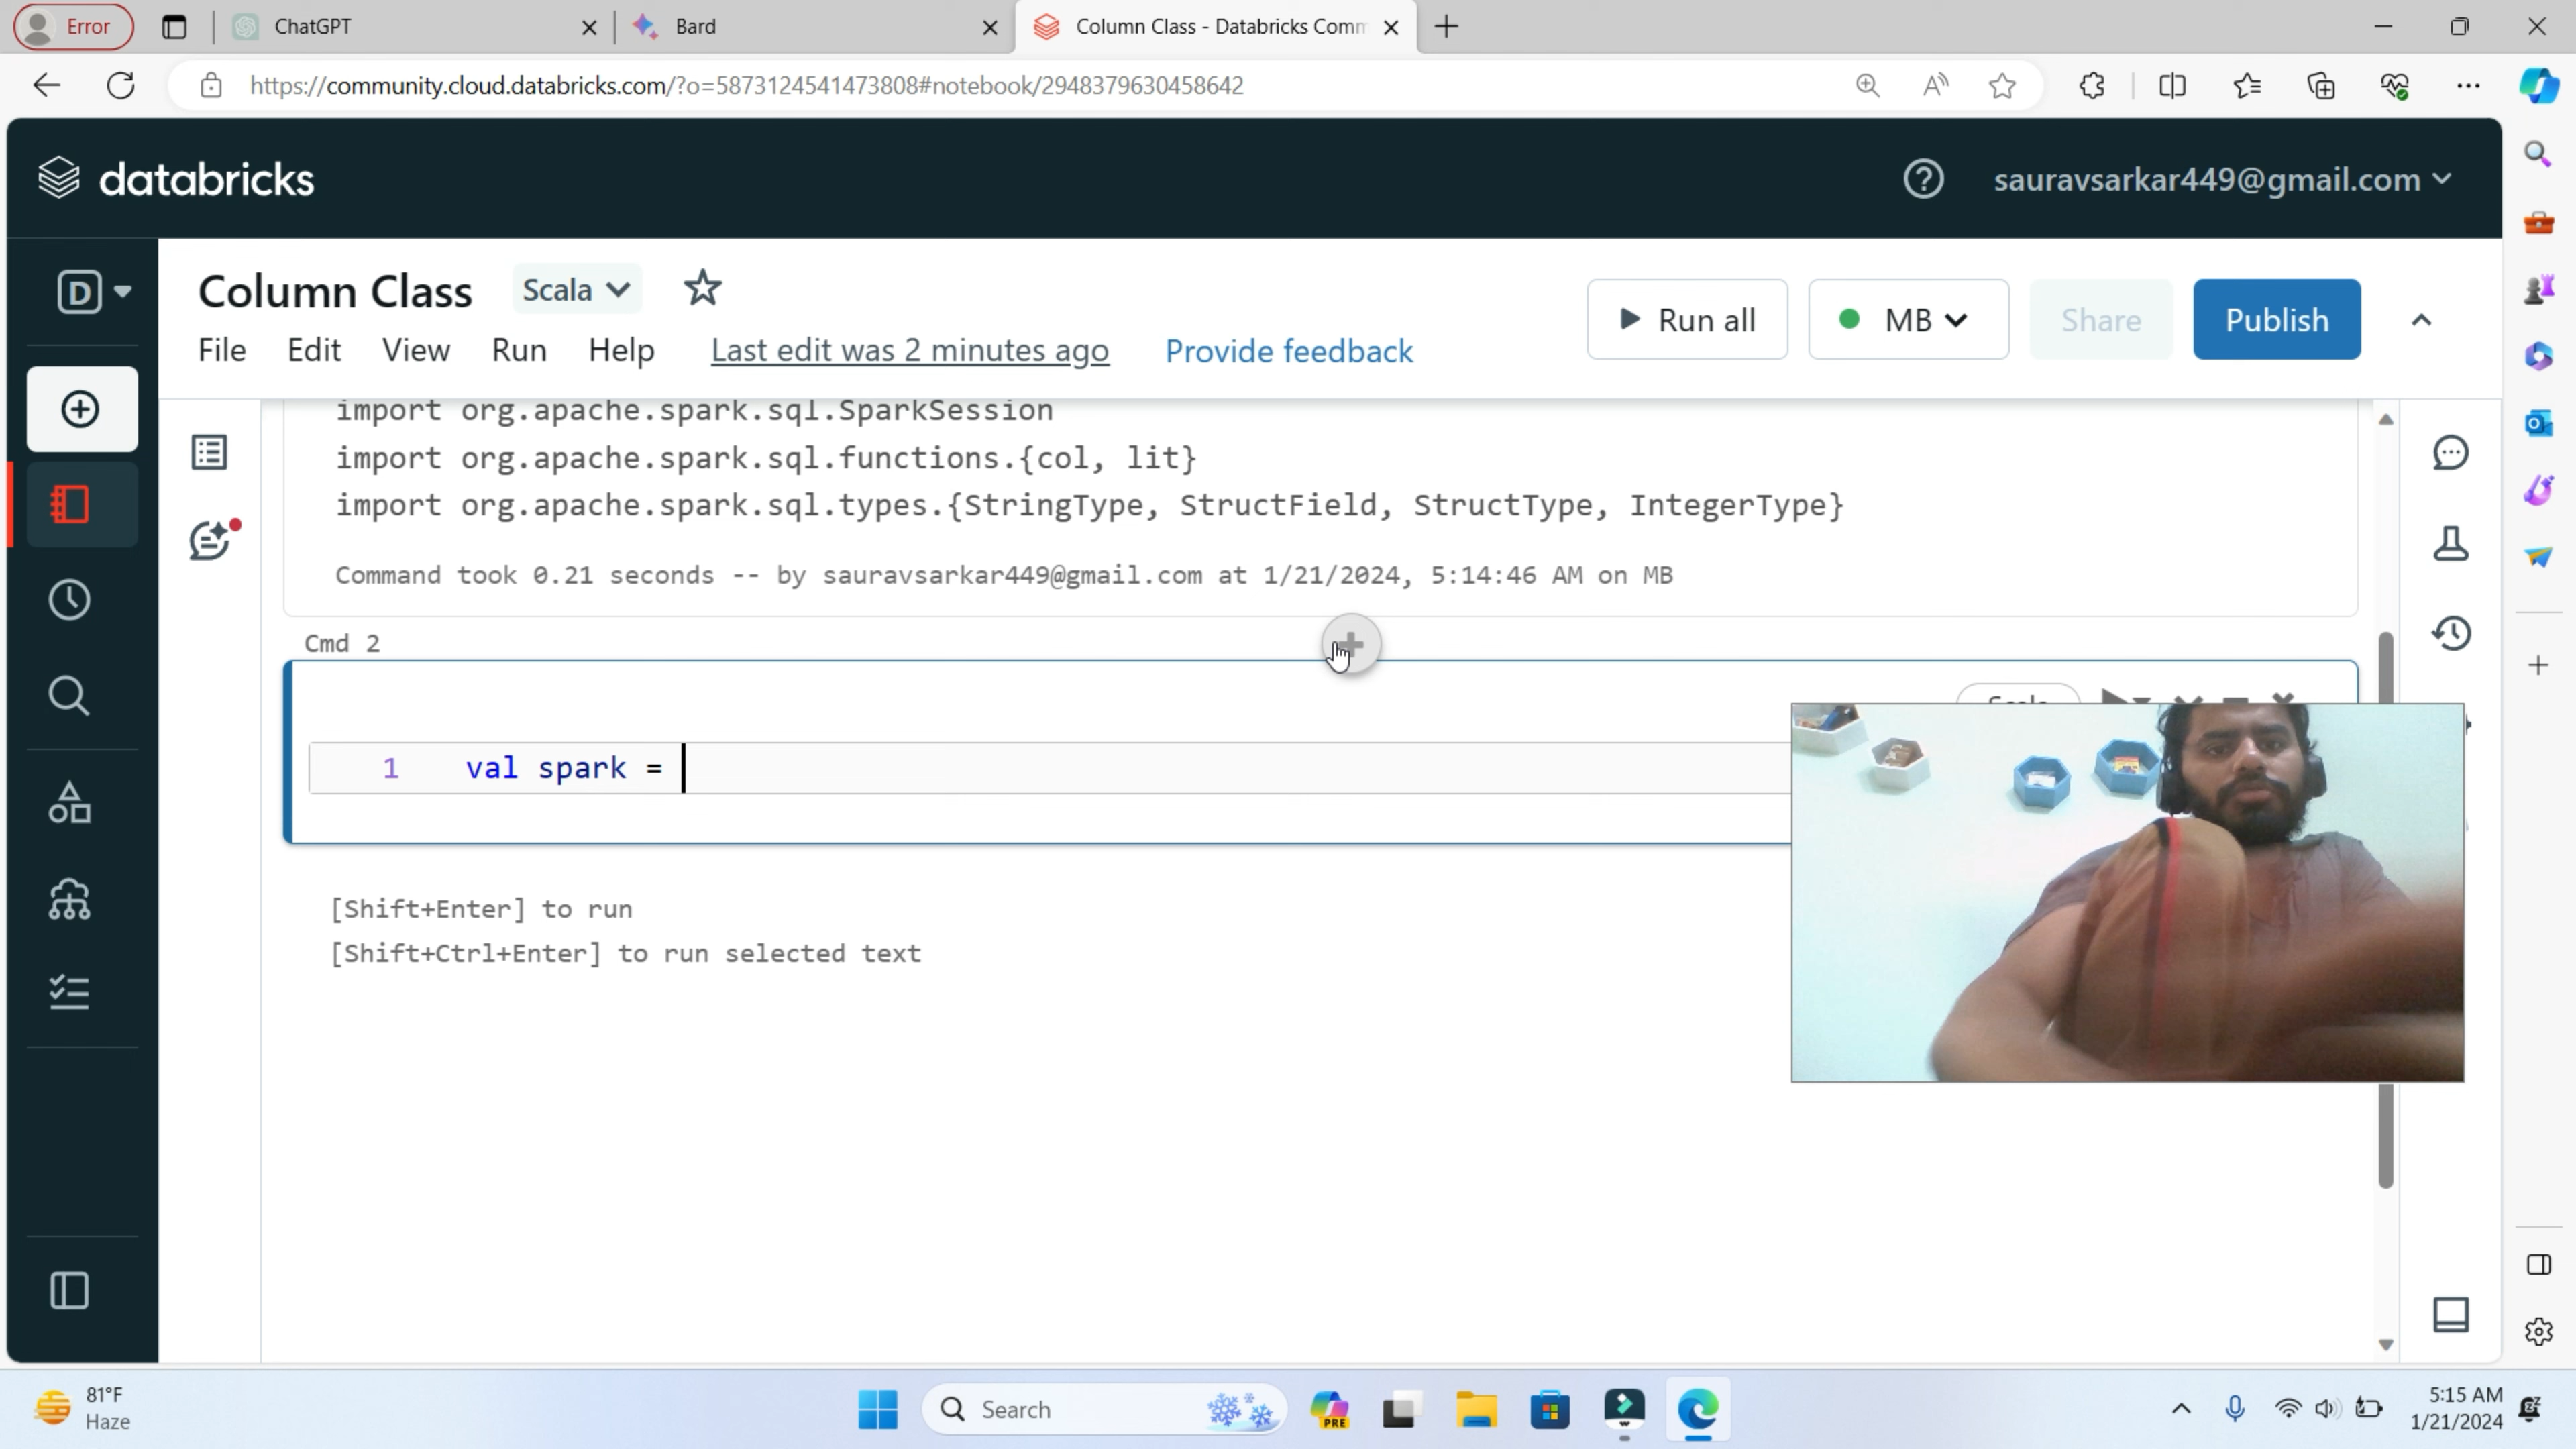 Error
ChatGPT
Bard
Column Class - Databricks Comm
https://community.cloud.databricks.com/?o=5873124541473808#notebook/2948379630458642
databricks
sauravsarkar449@gmail.com
D
Column Class
Scala
Run all
MB
Share
Publish
File
Edit
View
Run
Help
Last edit was 2 minutes ago
Provide feedback
import org.apache.spark.sql.SparkSession
import org.apache.spark.sql.functions.{col, lit}
import org.apache.spark.sql.types.{StringType, StructField, StructType, IntegerType}
Command took 0.21 seconds -- by sauravsarkar449@gmail.com at 1/21/2024, 5:14:46 AM on MB
Cmd 2
Scala
1 val spark =
[Shift+Enter] to run
[Shift+Ctrl+Enter] to run selected text
81°F
Haze
Search
PRE
5:15 AM
1/21/2024